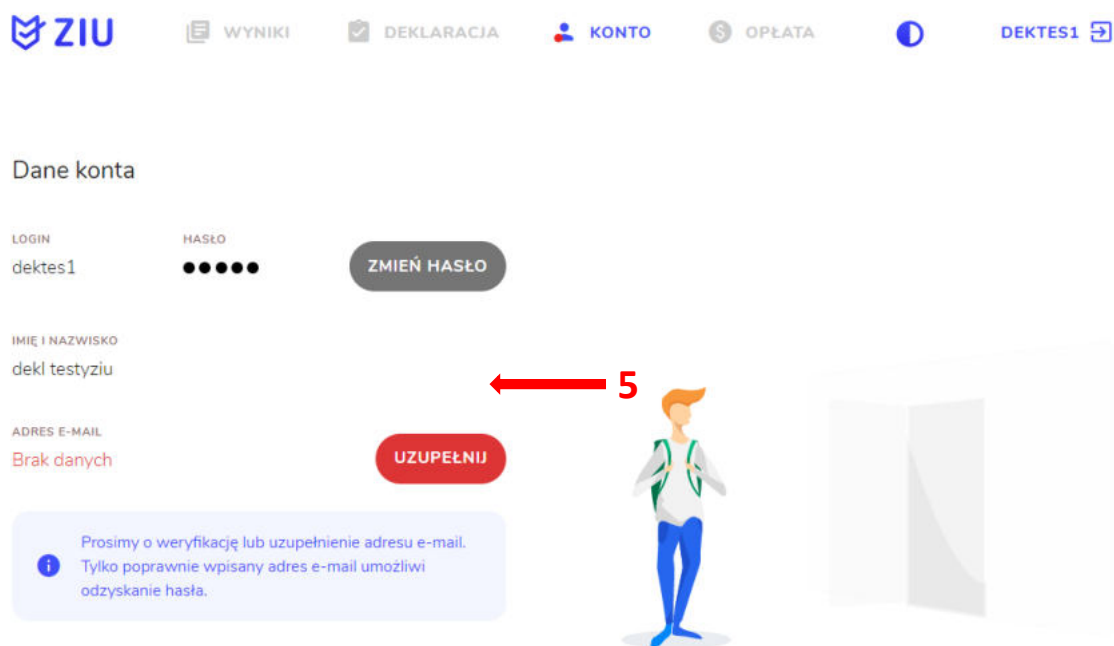 ZIU WYNIKI DEKLARACJA KONTO OPŁATA DEKTES1
Dane konta
LOGIN HASŁO
dektes1 ●●●●● ZMIEŃ HASŁO
IMIĘ I NAZWISKO
dekl testyziu
5
ADRES E-MAIL
Brak danych UZUPEŁNIJ
Prosimy o weryfikację lub uzupełnienie adresu e-mail.
Tylko poprawnie wpisany adres e-mail umożliwi
odzyskanie hasła.